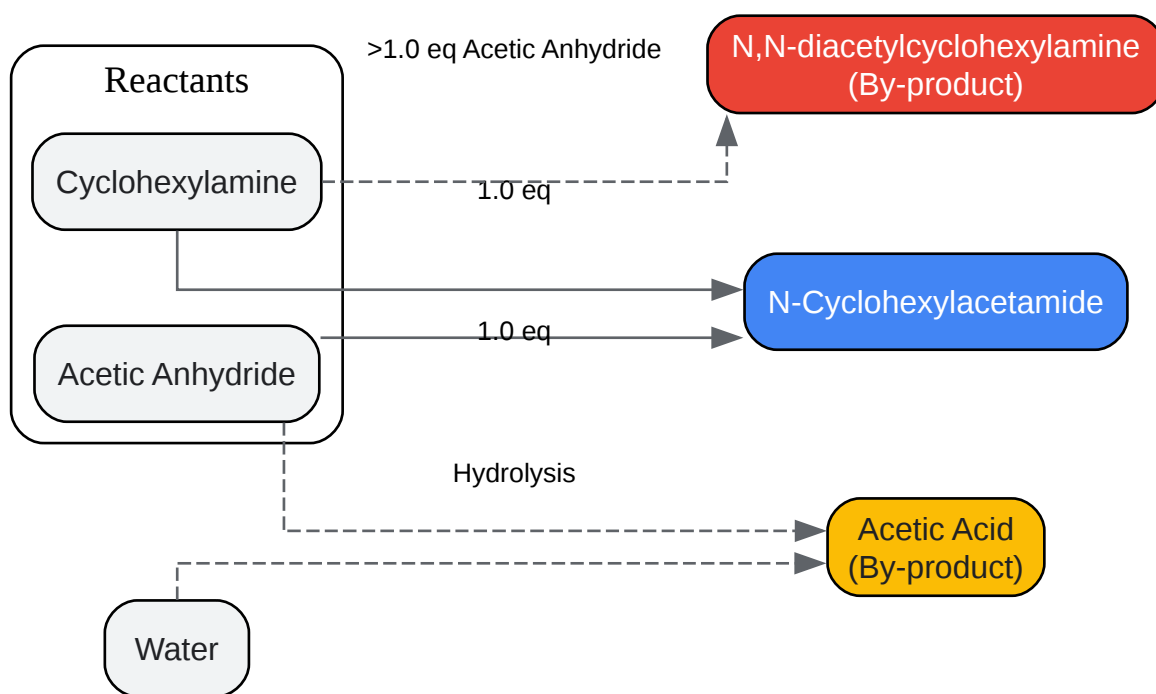 >1.0 eq Acetic Anhydride
N,N-diacetylcyclohexylamine
(By-product)
Reactants
Cyclohexylamine
1.0 eq
N-Cyclohexylacetamide
1.0 eq
Acetic Anhydride
Hydrolysis
Acetic Acid
(By-product)
Water